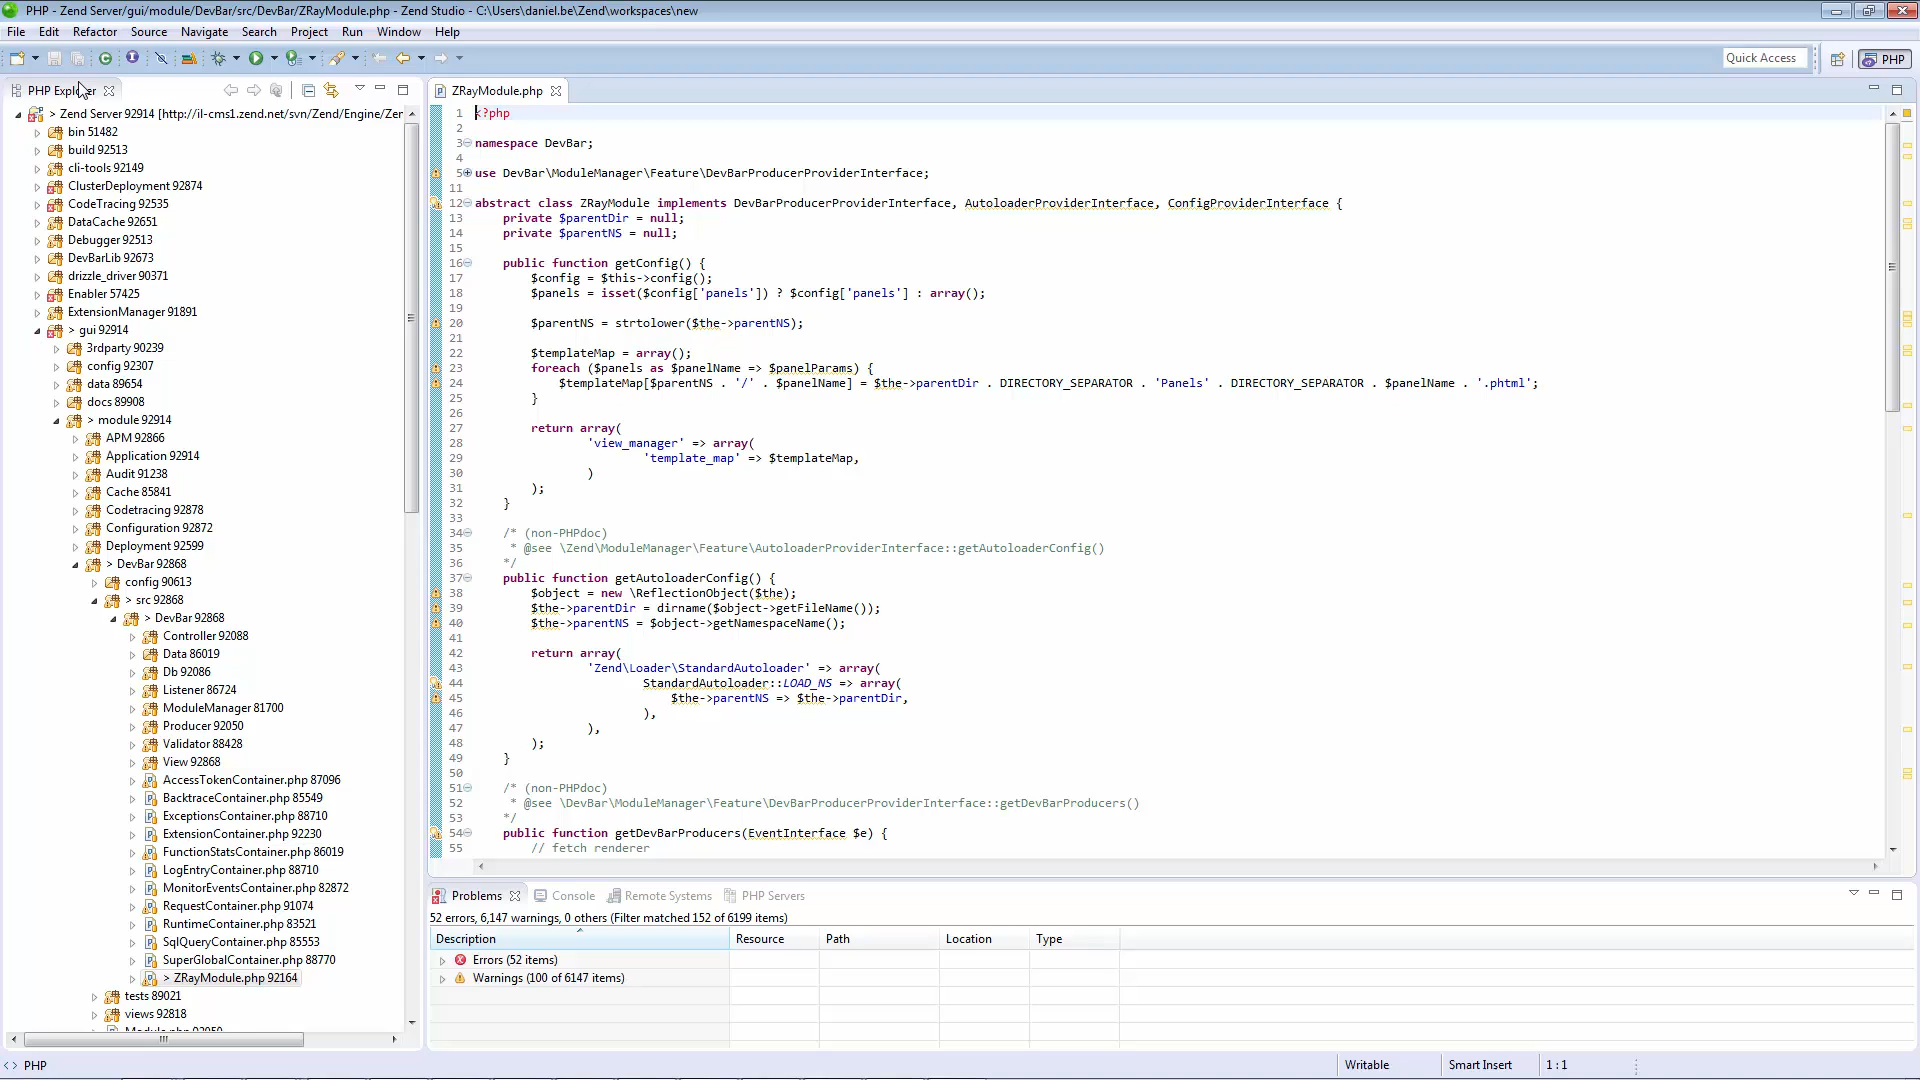 PHP - Zend Server/gui/module/DevBar/src/DevBar/ZRayModule.php - Zend Studio - C:\Users\daniel.be\Zend\workspaces\new
File Edit Refactor Source Navigate Search Project Run Window Help
Quick Access
PHP
PHP Explorer
> Zend Server 92914 [http://il-cms1.zend.net/svn/Zend/Engine/Zer
bin 51482
build 92513
cli-tools 92149
ClusterDeployment 92874
CodeTracing 92535
DataCache 92651
Debugger 92513
DevBarLib 92673
drizzle_driver 90371
Enabler 57425
ExtensionManager 91891
> gui 92914
3rdparty 90239
config 92307
data 89654
docs 89908
> module 92914
APM 92866
Application 92914
Audit 91238
Cache 85841
Codetracing 92878
Configuration 92872
Deployment 92599
> DevBar 92868
config 90613
> src 92868
> DevBar 92868
Controller 92088
Data 86019
Db 92086
Listener 86724
ModuleManager 81700
Producer 92050
Validator 88428
View 92868
AccessTokenContainer.php 87096
BacktraceContainer.php 85549
ExceptionsContainer.php 88710
ExtensionContainer.php 92230
FunctionStatsContainer.php 86019
LogEntryContainer.php 88710
MonitorEventsContainer.php 82872
RequestContainer.php 91074
RuntimeContainer.php 83521
SqlQueryContainer.php 85553
SuperGlobalContainer.php 88770
> ZRayModule.php 92164
tests 89021
views 92818
ZRayModule.php
1 <?php
2
3 namespace DevBar;
4
5 use DevBar\ModuleManager\Feature\DevBarProducerProviderInterface;
11
12 abstract class ZRayModule implements DevBarProducerProviderInterface, AutoloaderProviderInterface, ConfigProviderInterface {
13 private $parentDir = null;
14 private $parentNS = null;
15
16 public function getConfig() {
17 $config = $this->config();
18 $panels = isset($config['panels']) ? $config['panels'] : array();
19
20 $parentNS = strtolower($the->parentNS);
21
22 $templateMap = array();
23 foreach ($panels as $panelName => $panelParams) {
24 $templateMap[$parentNS . '/' . $panelName] = $the->parentDir . DIRECTORY_SEPARATOR . 'Panels' . DIRECTORY_SEPARATOR . $panelName . '.phtml';
25 }
26
27 return array(
28 'view_manager' => array(
29 'template_map' => $templateMap,
30 )
31 );
32 }
33
34 /* (non-PHPdoc)
35 * @see \Zend\ModuleManager\Feature\AutoloaderProviderInterface::getAutoloaderConfig()
36 */
37 public function getAutoloaderConfig() {
38 $object = new \ReflectionObject($the);
39 $the->parentDir = dirname($object->getFileName());
40 $the->parentNS = $object->getNamespaceName();
41
42 return array(
43 'Zend\Loader\StandardAutoloader' => array(
44 StandardAutoloader::LOAD_NS => array(
45 $the->parentNS => $the->parentDir,
46 ),
47 ),
48 );
49 }
50
51 /* (non-PHPdoc)
52 * @see \DevBar\ModuleManager\Feature\DevBarProducerProviderInterface::getDevBarProducers()
53 */
54 public function getDevBarProducers(EventInterface $e) {
55 // fetch renderer
Problems Console Remote Systems PHP Servers
52 errors, 6,147 warnings, 0 others (Filter matched 152 of 6199 items)
Description Resource Path Location Type
Errors (52 items)
Warnings (100 of 6147 items)
PHP Writable Smart Insert 1 : 1